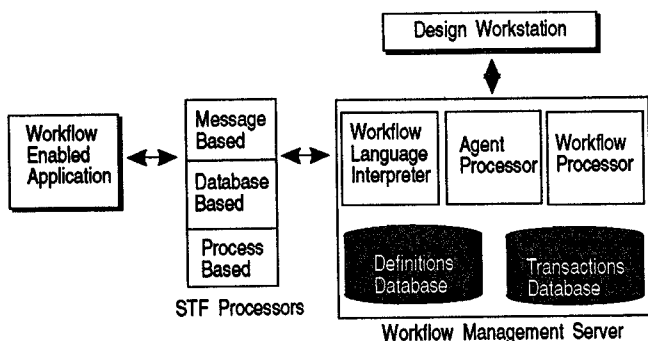 Design Workstation
Workflow
Enabled
Application
Message
Based
Database
Based
Process
Based
STF Processors
Workflow
Language
Interpreter
Agent
Processor
Workflow
Processor
Definitions
Database
Transactions
Database
Workflow Management Server